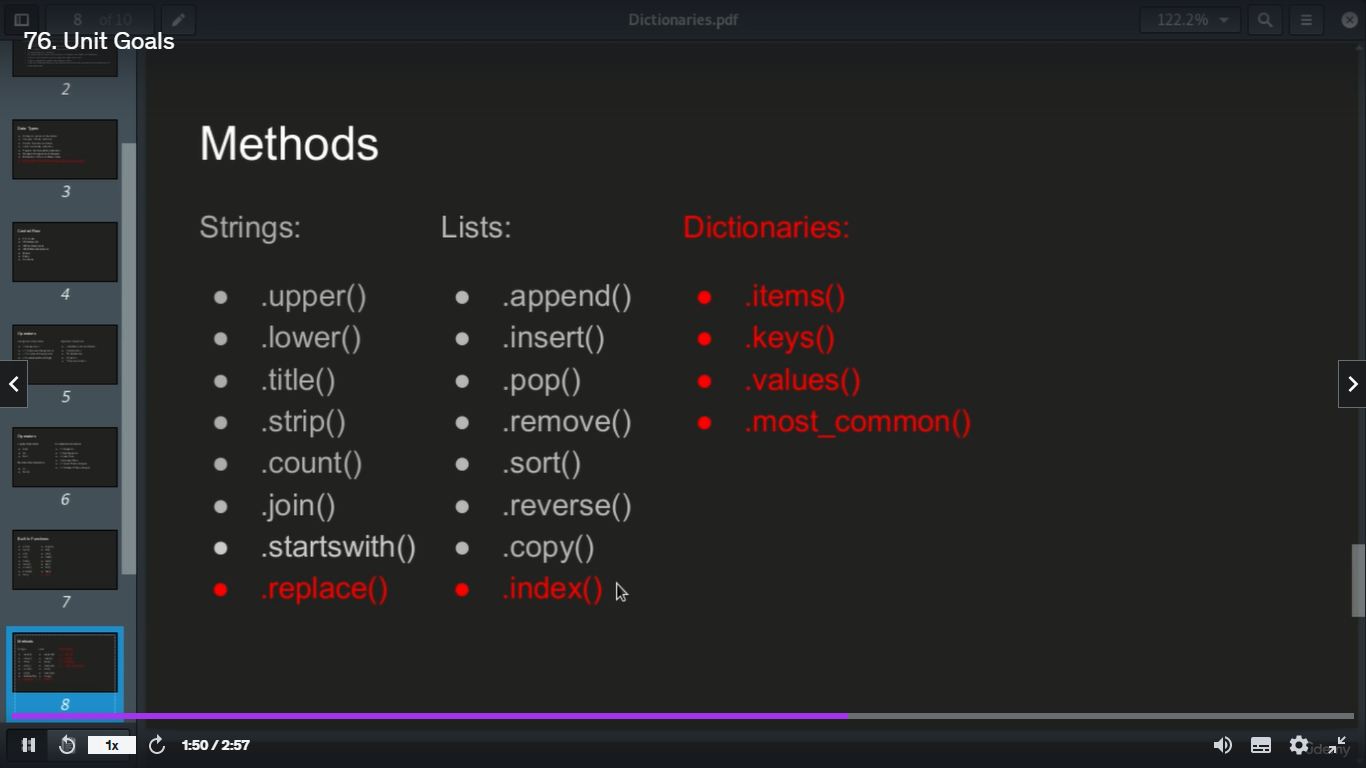 8 of 10
Dictionaries.pdf
122.2%
76. Unit Goals
2
3
4
5
6
7
8
Methods
Strings:
.upper()
.lower()
.title()
.strip()
.count()
.join()
.startswith()
.replace()
Lists:
.append()
.insert()
.pop()
.remove()
.sort()
.reverse()
.copy()
.index()
Dictionaries:
.items()
.keys()
.values()
.most_common()
1x
1:50 / 2:57